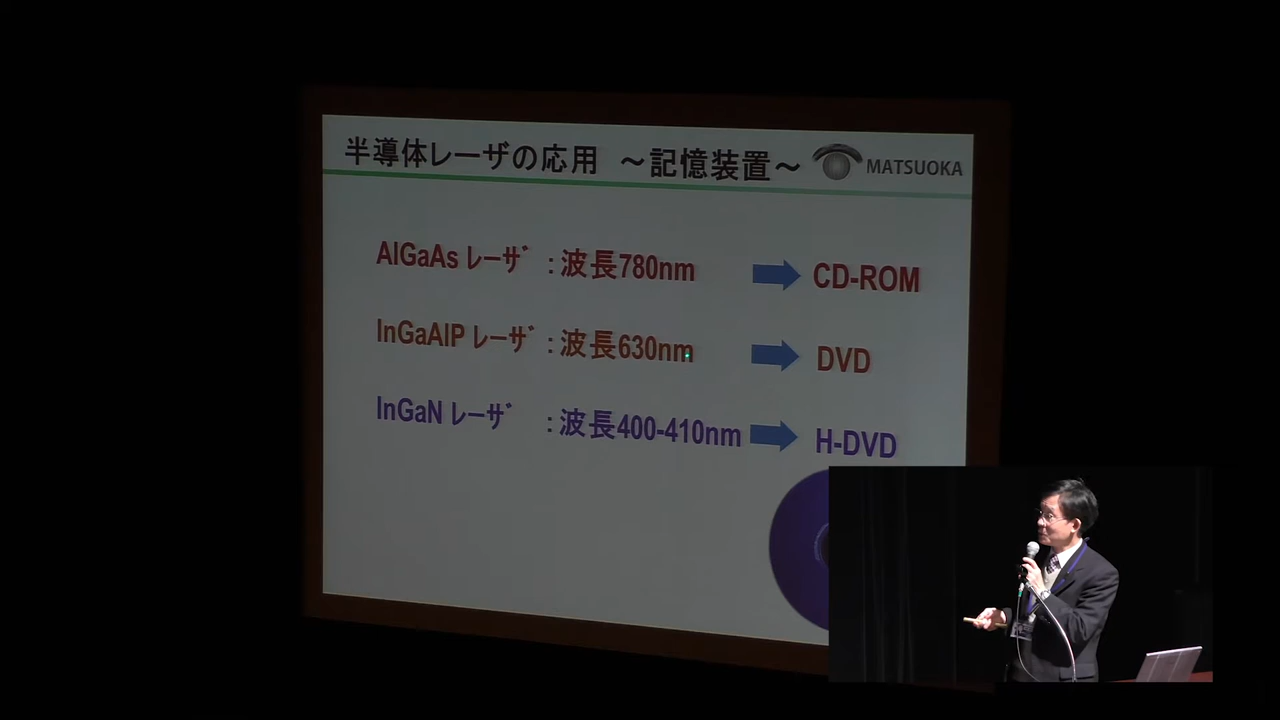 半導体レーザの応用 ～記憶装置～
MATSUOKA
AlGaAs ﾚｰｻﾞ :波長780nm CD-ROM
InGaAlP ﾚｰｻﾞ :波長630nm DVD
InGaN ﾚｰｻﾞ :波長400-410nm H-DVD